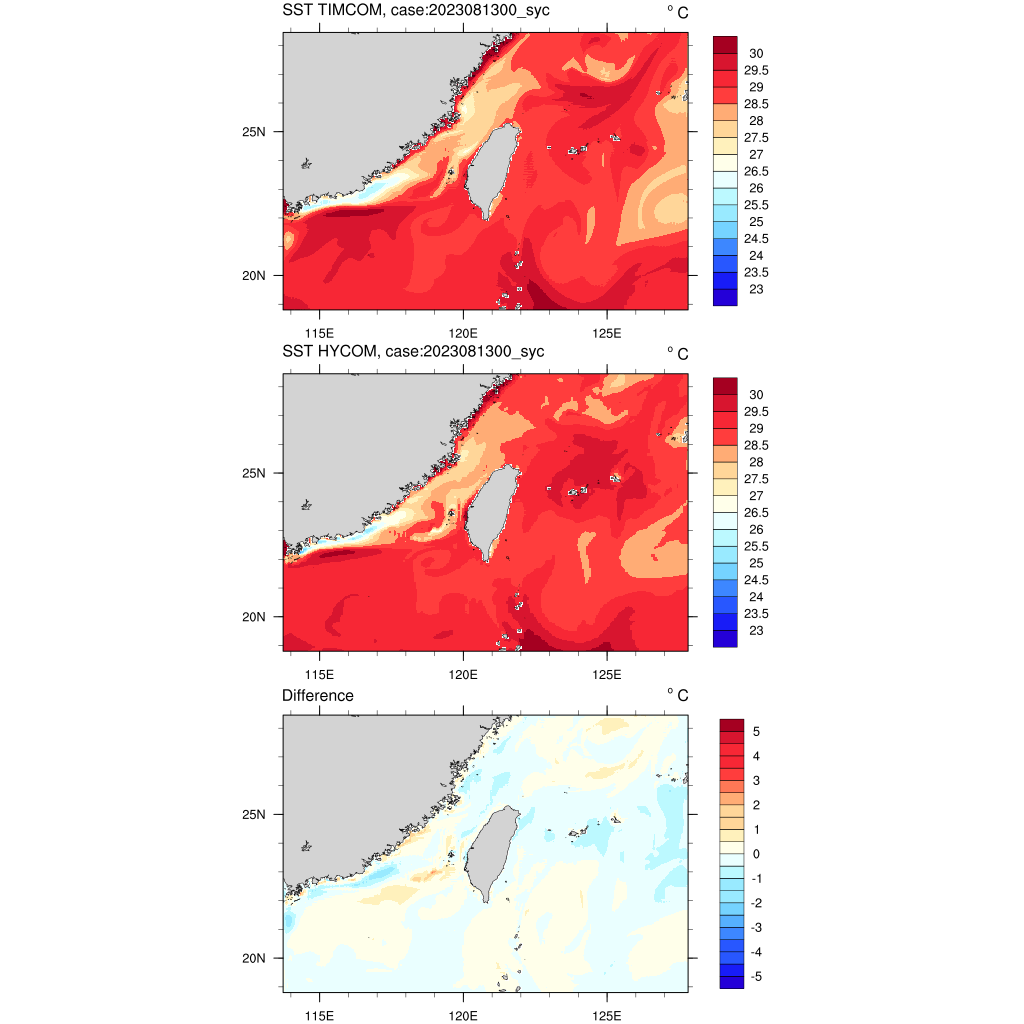 SST TIMCOM, case:2023081300_syc
° C
25N
20N
115E
120E
125E
30
29.5
29
28.5
28
27.5
27
26.5
26
25.5
25
24.5
24
23.5
23
SST HYCOM, case:2023081300_syc
° C
25N
20N
115E
120E
125E
30
29.5
29
28.5
28
27.5
27
26.5
26
25.5
25
24.5
24
23.5
23
Difference
° C
25N
20N
115E
120E
125E
5
4
3
2
1
0
-1
-2
-3
-4
-5